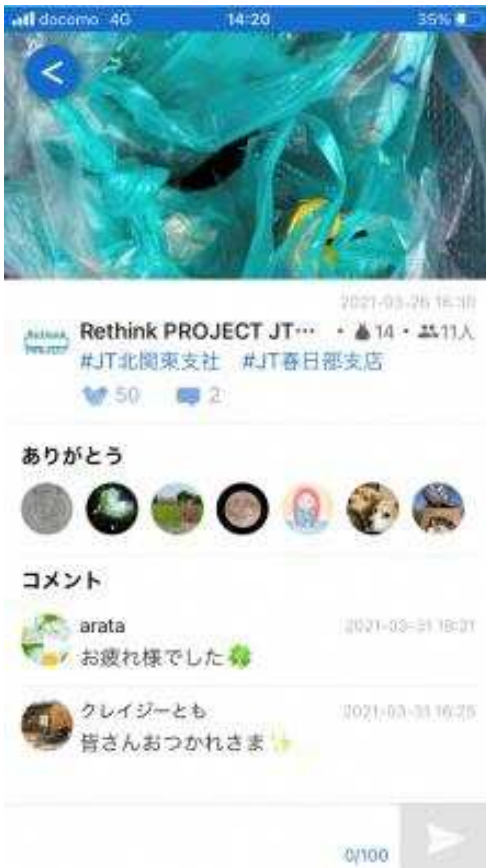 docomo 4G 14:20 35%
2021-03-26 16:30
Rethink PROJECT JT… ・ 14 ・ 11人
#JT北関東支社 #JT春日部支店
50 2
ありがとう
コメント
arata 2021-03-31 18:31
お疲れ様でした🍀
クレイジーとも 2021-03-31 16:25
皆さんおつかれさま✨
0/100